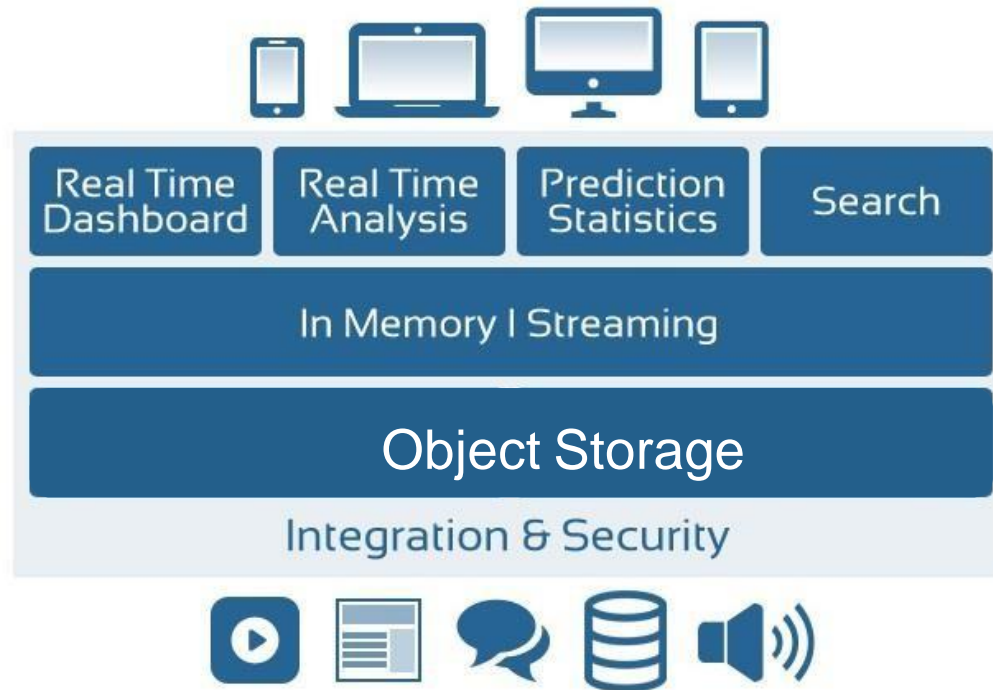 Real Time
Dashboard
Real Time
Analysis
Prediction
Statistics
Search
In Memory | Streaming
Object Storage
Integration & Security